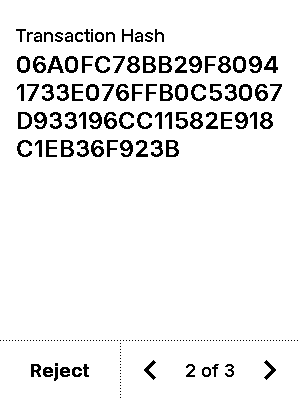 Transaction Hash
06A0FC78BB29F8094
1733E076FFB0C53067
D933196CC11582E918
C1EB36F923B
Reject
2 of 3